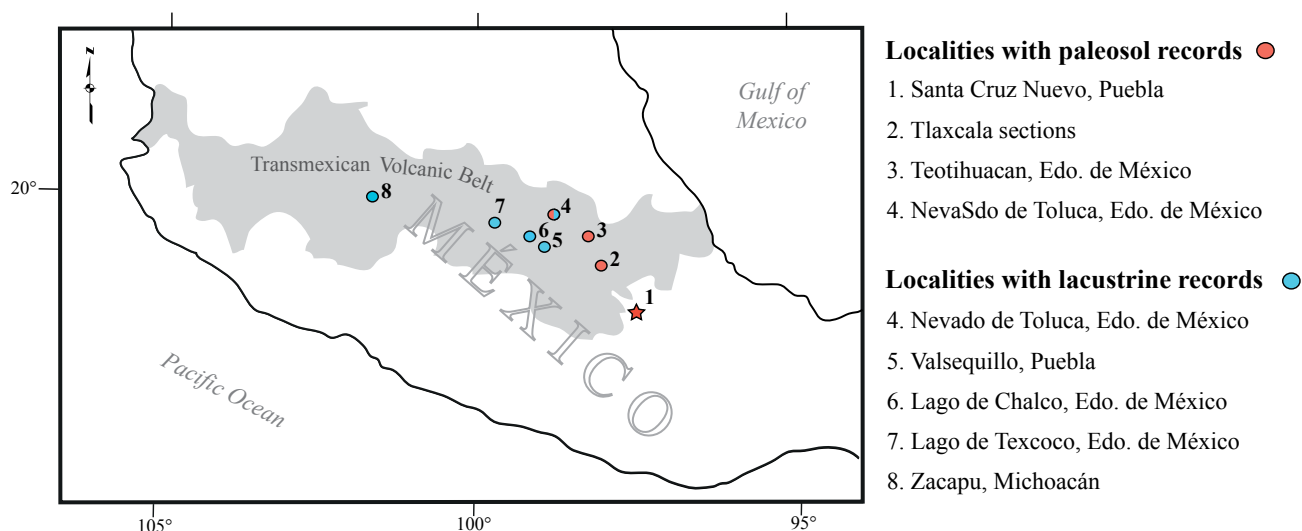 z
Gulf of
Mexico
Localities with paleosol records
1. Santa Cruz Nuevo, Puebla
2. Tlaxcala sections
3. Teotihuacan, Edo. de México
4. NevaSdo de Toluca, Edo. de México
Localities with lacustrine records
4. Nevado de Toluca, Edo. de México
5. Valsequillo, Puebla
6. Lago de Chalco, Edo. de México
7. Lago de Texcoco, Edo. de México
8. Zacapu, Michoacán
Transmexican Volcanic Belt
20°
8
7
6
5
4
3
2
1
MÉXICO
Pacific Ocean
105°
100°
95°